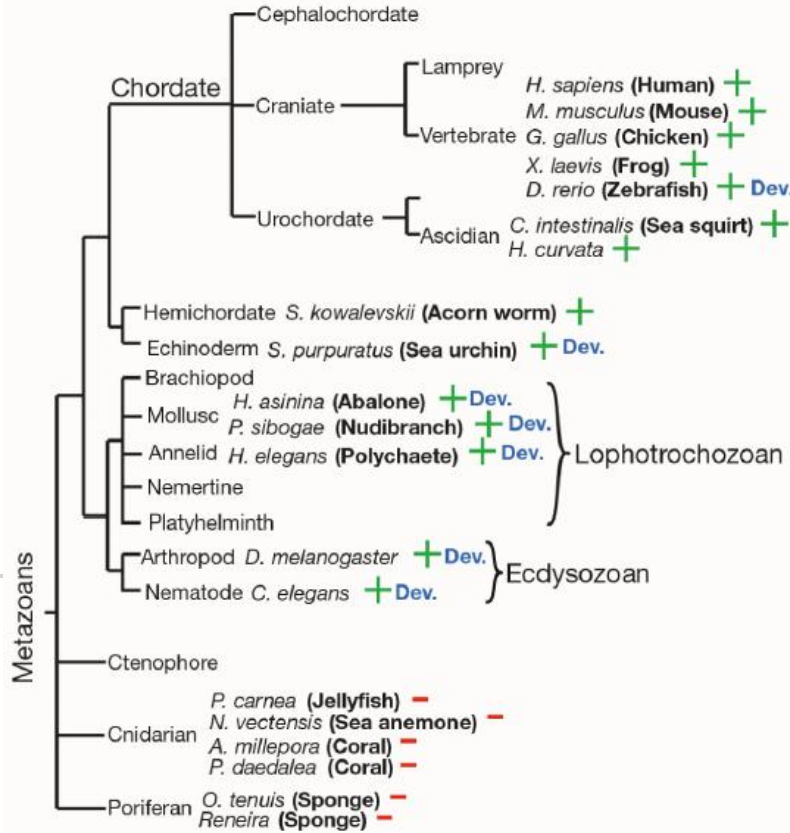 Cephalochordate
Chordate
Lamprey
Craniate
H. sapiens (Human) +
M. musculus (Mouse) +
Vertebrate G. gallus (Chicken) +
X. laevis (Frog) +
D. rerio (Zebrafish) + Dev.
Urochordate
C. intestinalis (Sea squirt) +
Ascidian
H. curvata +
Hemichordate S. kowalevskii (Acorn worm) +
Echinoderm S. purpuratus (Sea urchin) + Dev.
Brachiopod
H. asinina (Abalone) + Dev.
Mollusc
P. sibogae (Nudibranch) + Dev.
Annelid H. elegans (Polychaete) + Dev.
Lophotrochozoan
Nemertine
Platyhelminth
Arthropod D. melanogaster + Dev.
Ecdysozoan
Nematode C. elegans + Dev.
Metazoans
Ctenophore
P. carnea (Jellyfish) −
N. vectensis (Sea anemone) −
Cnidarian
A. millepora (Coral) −
P. daedalea (Coral) −
O. tenuis (Sponge) −
Poriferan
Reneira (Sponge) −